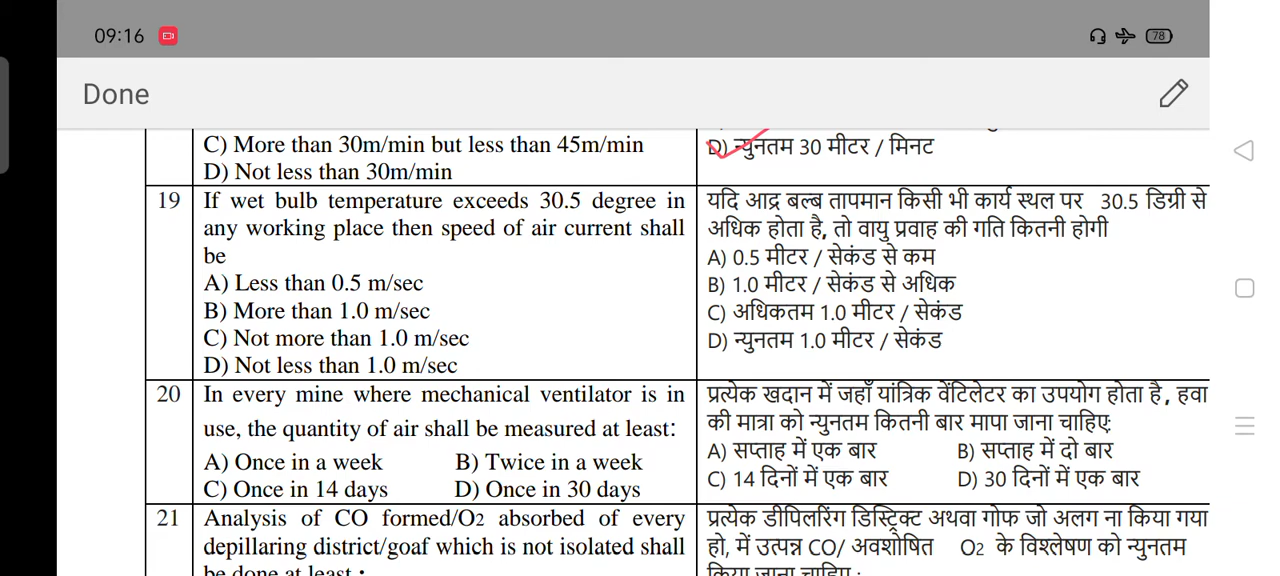 09:16
78
Done
C) More than 30m/min but less than 45m/min
D) Not less than 30m/min
D) न्युनतम 30 मीटर / मिनट
19
If wet bulb temperature exceeds 30.5 degree in
any working place then speed of air current shall
be
A) Less than 0.5 m/sec
B) More than 1.0 m/sec
C) Not more than 1.0 m/sec
D) Not less than 1.0 m/sec
यदि आद्र बल्ब तापमान किसी भी कार्य स्थल पर 30.5 डिग्री से
अधिक होता है, तो वायु प्रवाह की गति कितनी होगी
A) 0.5 मीटर / सेकंड से कम
B) 1.0 मीटर / सेकंड से अधिक
C) अधिकतम 1.0 मीटर / सेकंड
D) न्युनतम 1.0 मीटर / सेकंड
20
In every mine where mechanical ventilator is in
use, the quantity of air shall be measured at least:
A) Once in a week B) Twice in a week
C) Once in 14 days D) Once in 30 days
प्रत्येक खदान में जहाँ यांत्रिक वेंटिलेटर का उपयोग होता है, हवा
की मात्रा को न्युनतम कितनी बार मापा जाना चाहिए:
A) सप्ताह में एक बार B) सप्ताह में दो बार
C) 14 दिनों में एक बार D) 30 दिनों में एक बार
21
Analysis of CO formed/O2 absorbed of every
depillaring district/goaf which is not isolated shall
be done at least :
प्रत्येक डीपिलरिंग डिस्ट्रिक्ट अथवा गोफ जो अलग ना किया गया
हो, में उत्पन्न CO/ अवशोषित O2 के विश्लेषण को न्युनतम
किया जाना चाहिए :